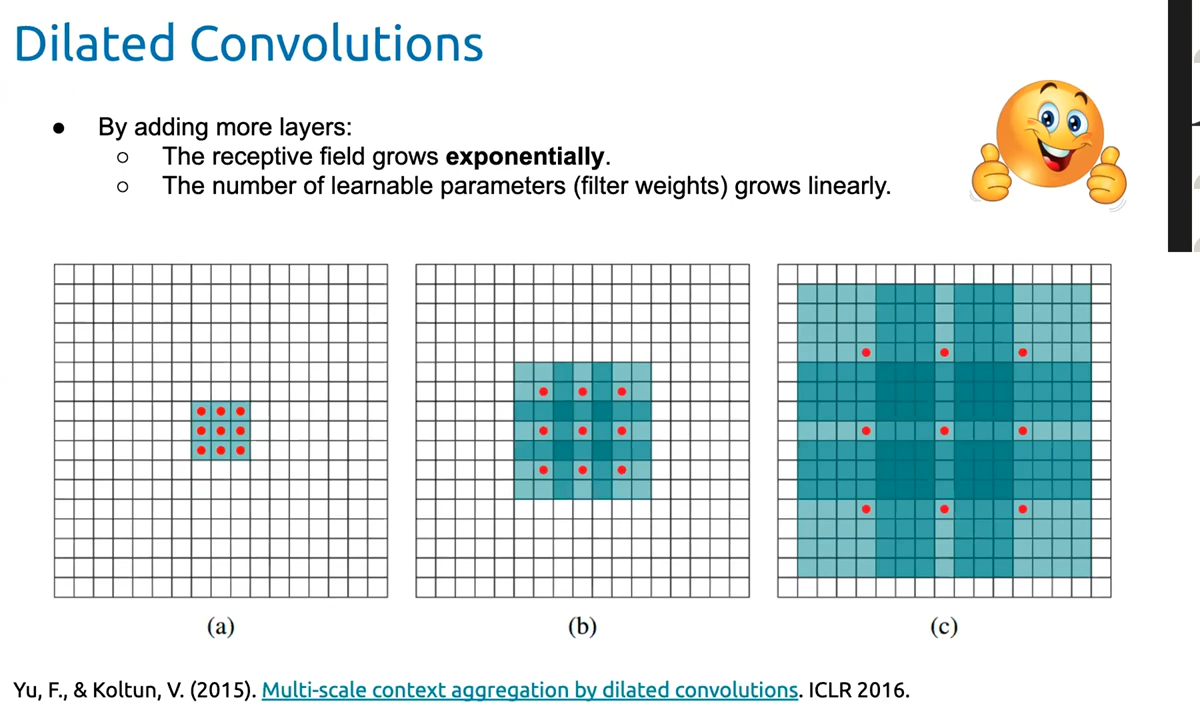 Dilated Convolutions
● By adding more layers:
○ The receptive field grows exponentially.
○ The number of learnable parameters (filter weights) grows linearly.
(a) (b) (c)
Yu, F., & Koltun, V. (2015). Multi-scale context aggregation by dilated convolutions. ICLR 2016.